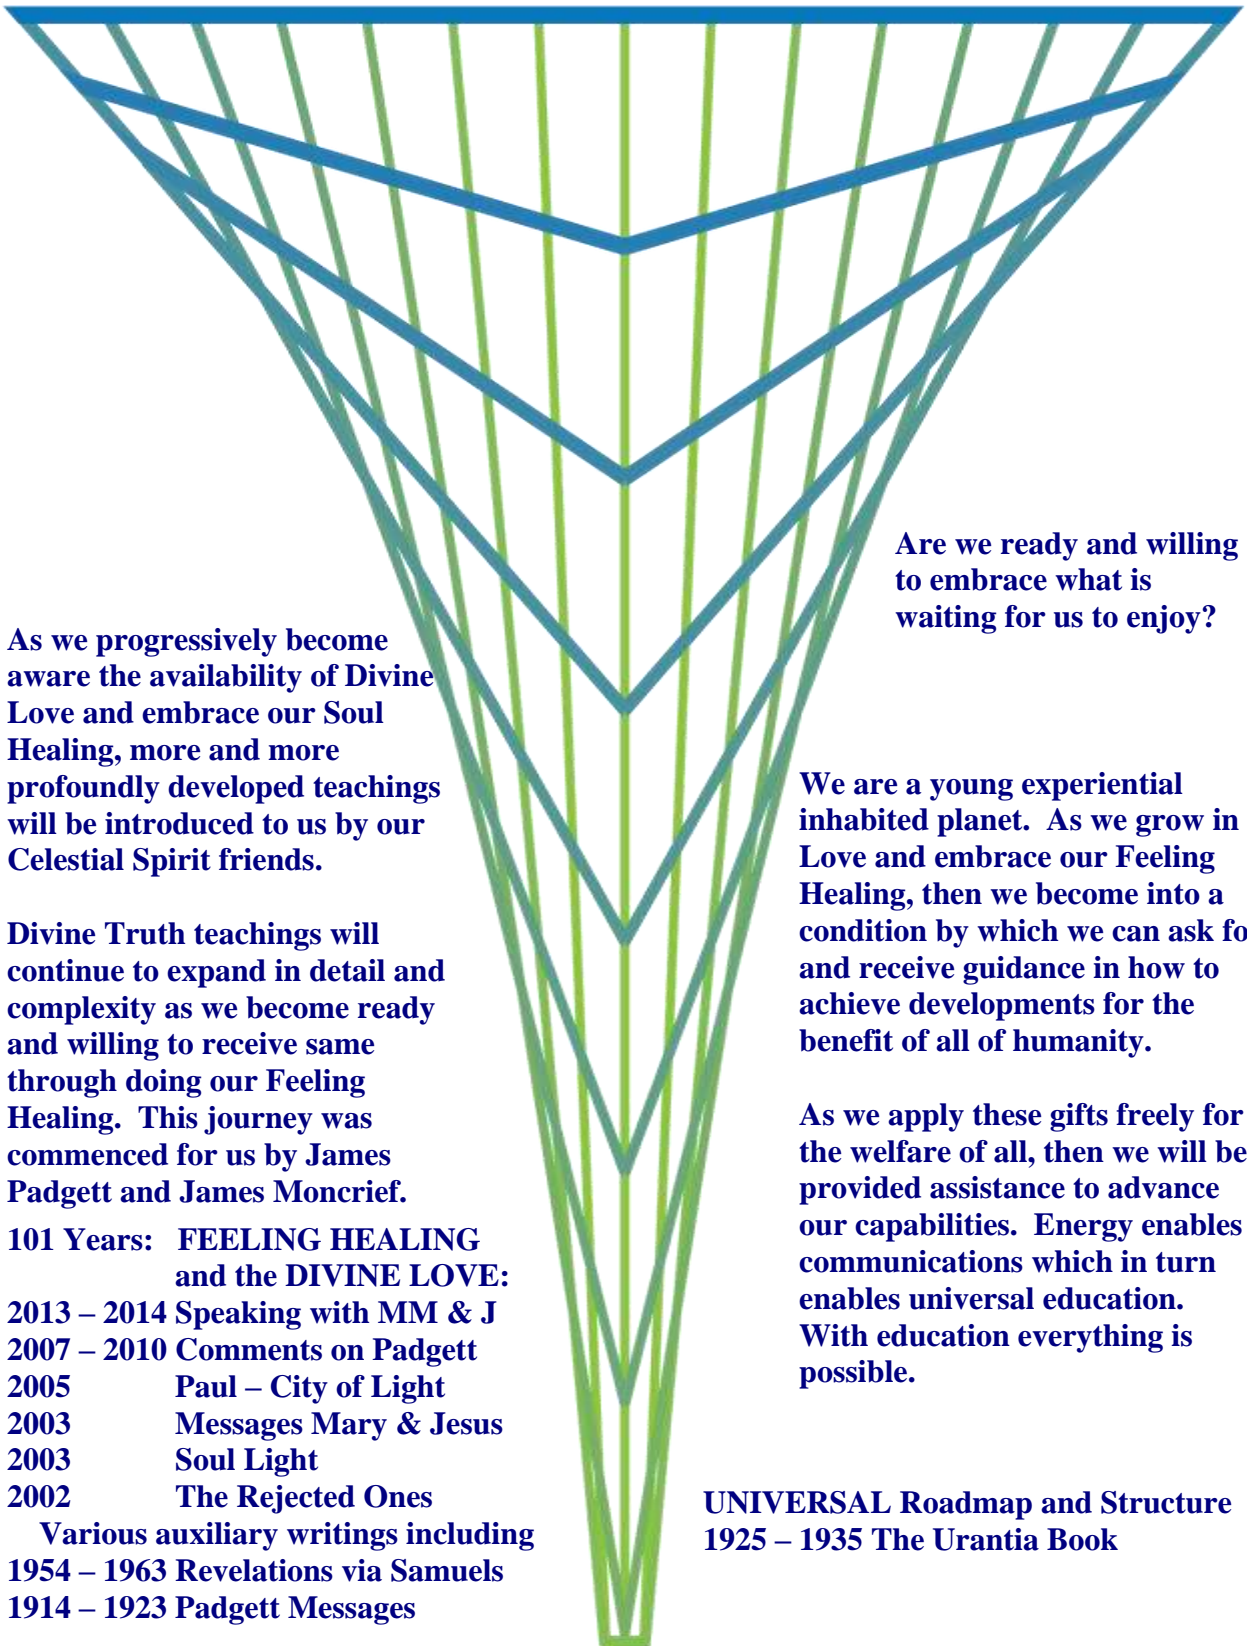 Are we ready and willing
to embrace what is
waiting for us to enjoy?
As we progressively become
aware the availability of Divine
Love and embrace our Soul
Healing, more and more
profoundly developed teachings
will be introduced to us by our
Celestial Spirit friends.
Divine Truth teachings will
continue to expand in detail and
complexity as we become ready
and willing to receive same
through doing our Feeling
Healing.  This journey was
commenced for us by James
Padgett and James Moncrief.
101 Years:   FEELING HEALING
and the DIVINE LOVE:
2013 – 2014 Speaking with MM & J
2007 – 2010 Comments on Padgett
2005 Paul – City of Light
2003 Messages Mary & Jesus
2003 Soul Light
2002 The Rejected Ones
Various auxiliary writings including
1954 – 1963 Revelations via Samuels
1914 – 1923 Padgett Messages
We are a young experiential
inhabited planet.  As we grow in
Love and embrace our Feeling
Healing, then we become into a
condition by which we can ask fo
and receive guidance in how to
achieve developments for the
benefit of all of humanity.
As we apply these gifts freely for
the welfare of all, then we will be
provided assistance to advance
our capabilities.  Energy enables
communications which in turn
enables universal education.
With education everything is
possible.
UNIVERSAL Roadmap and Structure
1925 – 1935 The Urantia Book